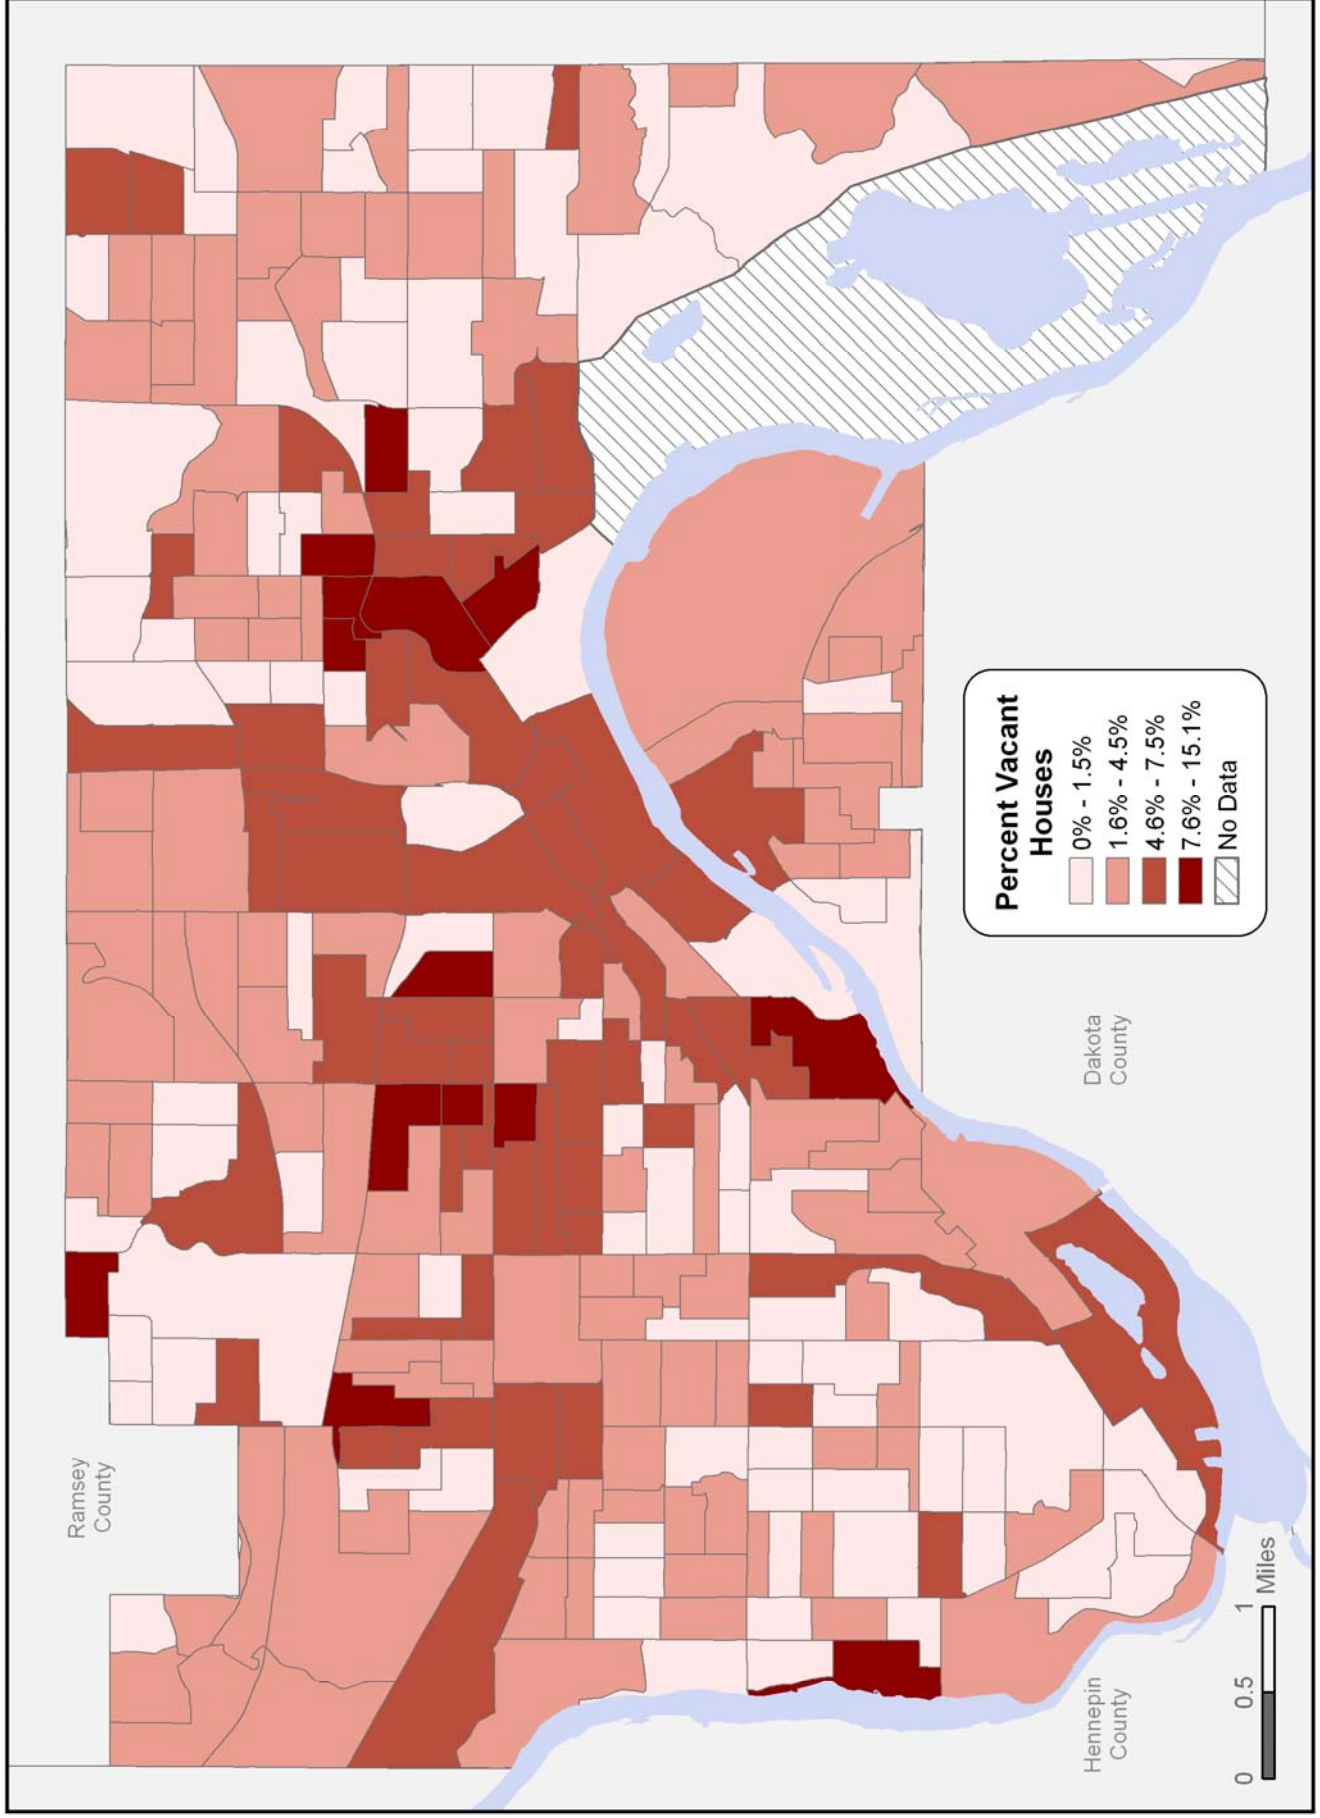 Ramsey
County
Percent Vacant
Houses
0% - 1.5%
1.6% - 4.5%
4.6% - 7.5%
7.6% - 15.1%
No Data
Dakota
County
Hennepin
County
0 0.5 1
Miles